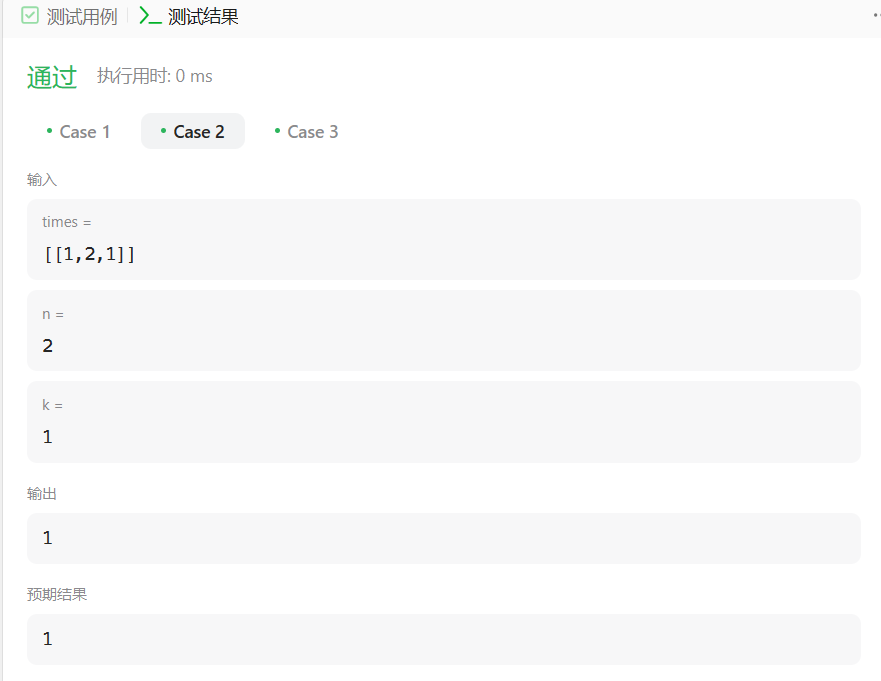 测试用例 >_ 测试结果
通过 执行用时: 0 ms
Case 1 Case 2 Case 3
输入
times =
[[1,2,1]]
n =
2
k =
1
输出
1
预期结果
1